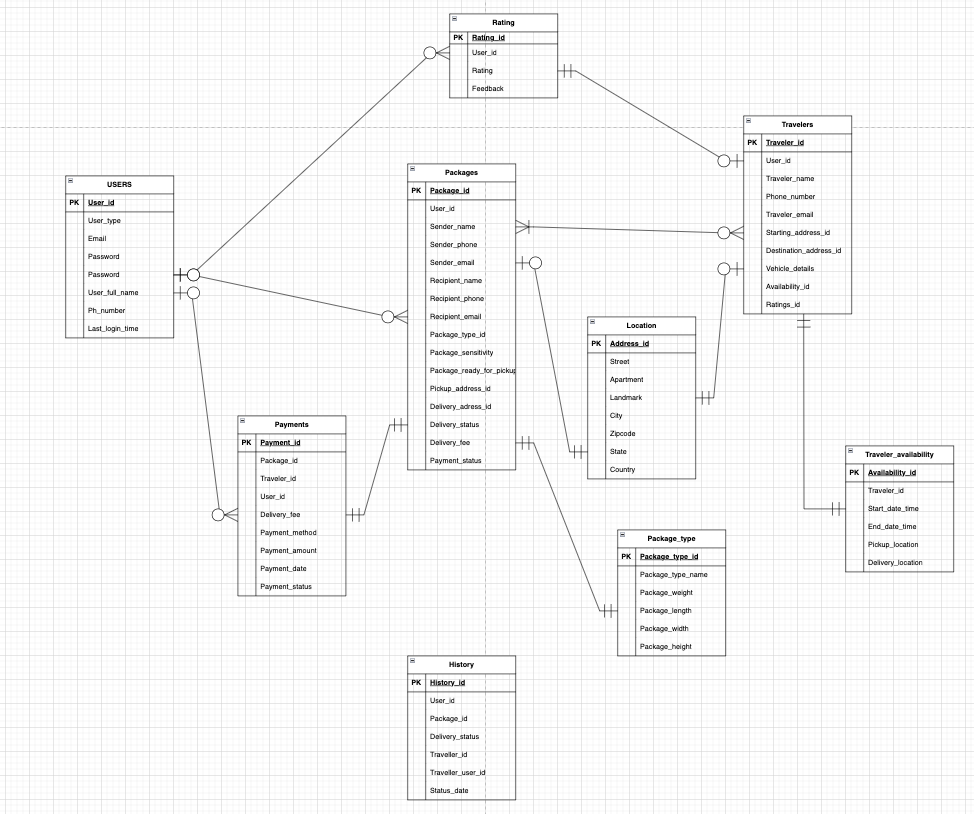 Rating
PK Rating_id
User_id
Rating
Feedback
Travelers
PK Traveler_id
User_id
Traveler_name
Phone_number
Traveler_email
Starting_address_id
Destination_address_id
Vehicle_details
Availability_id
Ratings_id
USERS
PK User_id
User_type
Email
Password
Password
User_full_name
Ph_number
Last_login_time
Packages
PK Package_id
User_id
Sender_name
Sender_phone
Sender_email
Recipient_name
Recipient_phone
Recipient_email
Package_type_id
Package_sensitivity
Package_ready_for_pickup
Pickup_address_id
Delivery_adress_id
Delivery_status
Delivery_fee
Payment_status
Location
PK Address_id
Street
Apartment
Landmark
City
Zipcode
State
Country
Payments
PK Payment_id
Package_id
Traveler_id
User_id
Delivery_fee
Payment_method
Payment_amount
Payment_date
Payment_status
Traveler_availability
PK Availability_id
Traveler_id
Start_date_time
End_date_time
Pickup_location
Delivery_location
Package_type
PK Package_type_id
Package_type_name
Package_weight
Package_length
Package_width
Package_height
History
PK History_id
User_id
Package_id
Delivery_status
Traveller_id
Traveller_user_id
Status_date